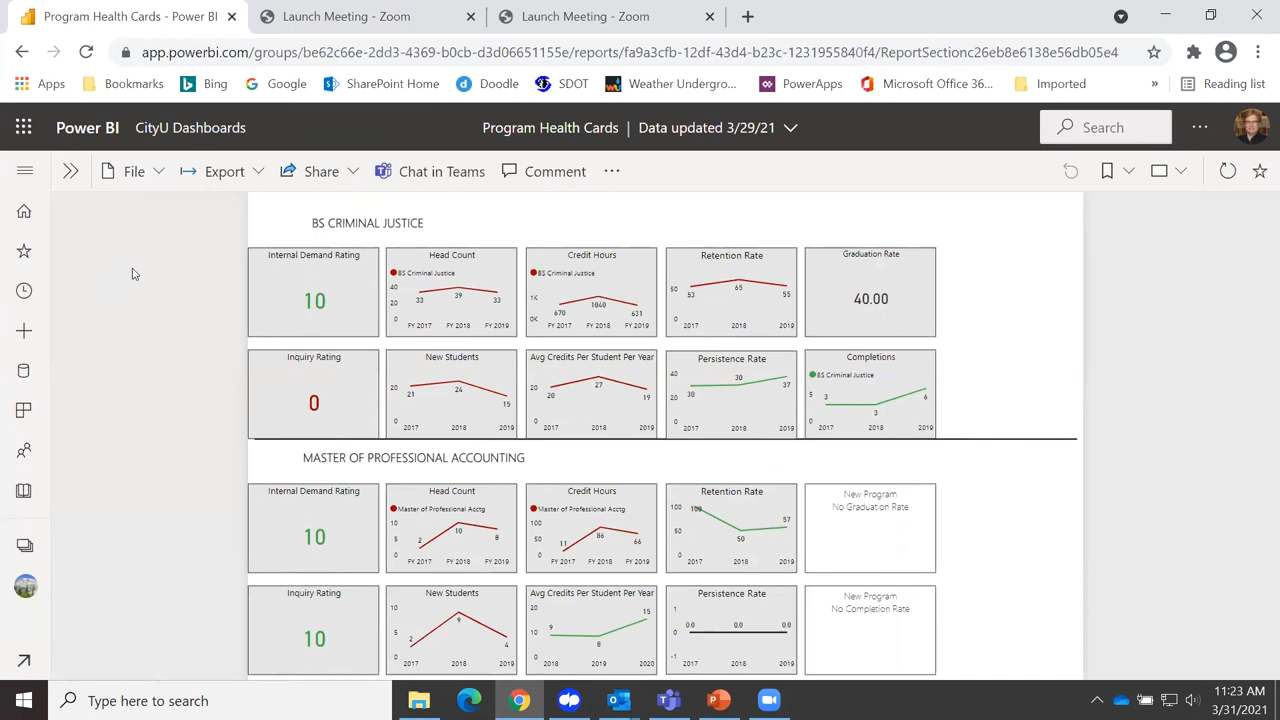 Program Health Cards - Power BI
Launch Meeting - Zoom
Launch Meeting - Zoom
app.powerbi.com/groups/be62c66e-2dd3-4369-b0cb-d3d06651155e/reports/fa9a3cfb-12df-43d4-b23c-1231955840f4/ReportSectionc26eb8e6138e56db05e4
Apps
Bookmarks
Bing
Google
SharePoint Home
Doodle
SDOT
Weather Undergro...
PowerApps
Microsoft Office 36...
Imported
»
Reading list
Power BI
CityU Dashboards
Program Health Cards | Data updated 3/29/21
Search
File
Export
Share
Chat in Teams
Comment
BS CRIMINAL JUSTICE
Internal Demand Rating
10
Head Count
BS Criminal Justice
40
20
0
33
39
33
FY 2017 FY 2018 FY 2019
Credit Hours
BS Criminal Justice
1K
0K
670
1040
631
FY 2017 FY 2018 FY 2019
Retention Rate
50
0
53
65
55
2017 2018 2019
Graduation Rate
40.00
Inquiry Rating
0
New Students
20
0
21
24
15
2017 2018 2019
Avg Credits Per Student Per Year
20
0
20
27
19
2017 2018 2019
Persistence Rate
40
20
0
30
30
37
2017 2018 2019
Completions
BS Criminal Justice
5
0
3
3
6
2017 2018 2019
MASTER OF PROFESSIONAL ACCOUNTING
Internal Demand Rating
10
Head Count
Master of Professional Acctg
10
5
0
2
10
8
FY 2017 FY 2018 FY 2019
Credit Hours
Master of Professional Acctg
100
50
0
11
86
66
FY 2017 FY 2018 FY 2019
Retention Rate
100
50
0
100
50
57
2017 2018 2019
New Program
No Graduation Rate
Inquiry Rating
10
New Students
10
5
0
2
9
4
2017 2018 2019
Avg Credits Per Student Per Year
20
10
0
9
8
15
2018 2019 2020
Persistence Rate
1
0
-1
0.0 0.0 0.0
2017 2018 2019
New Program
No Completion Rate
Type here to search
11:23 AM
3/31/2021